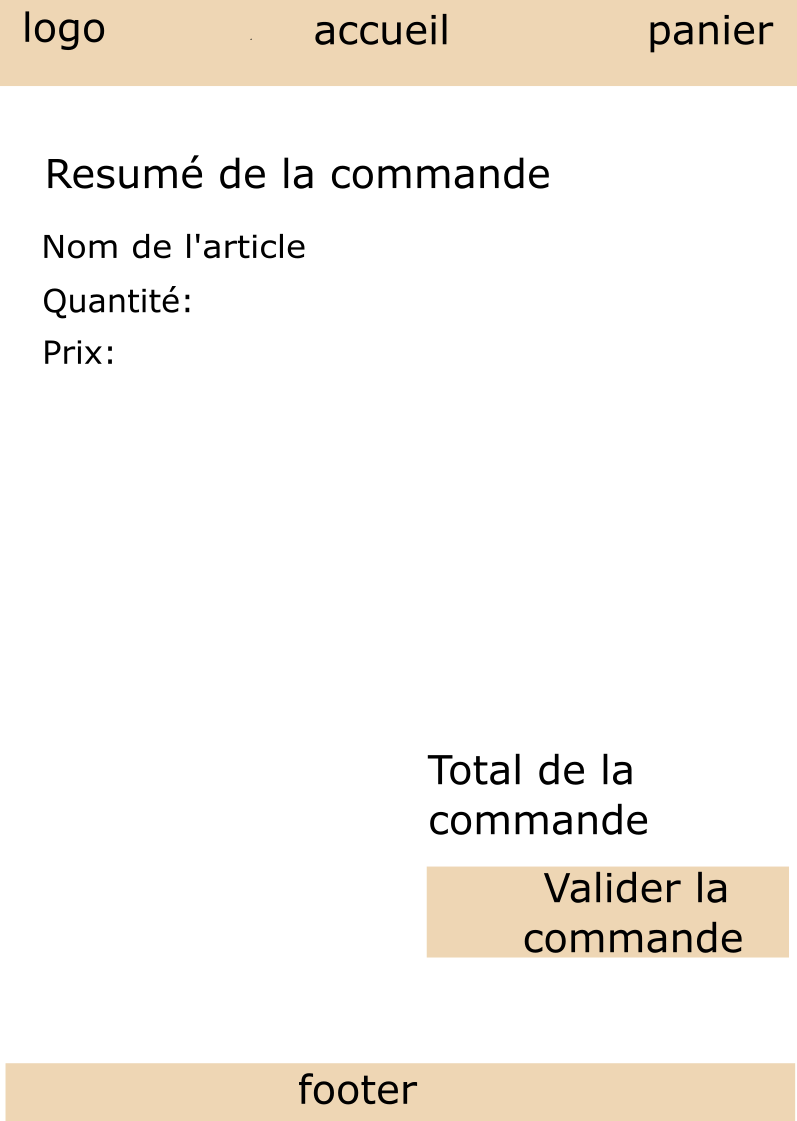 logo accueil panier
Resumé de la commande
Nom de l'article
Quantité:
Prix:
Total de la
commande
Valider la
commande
footer